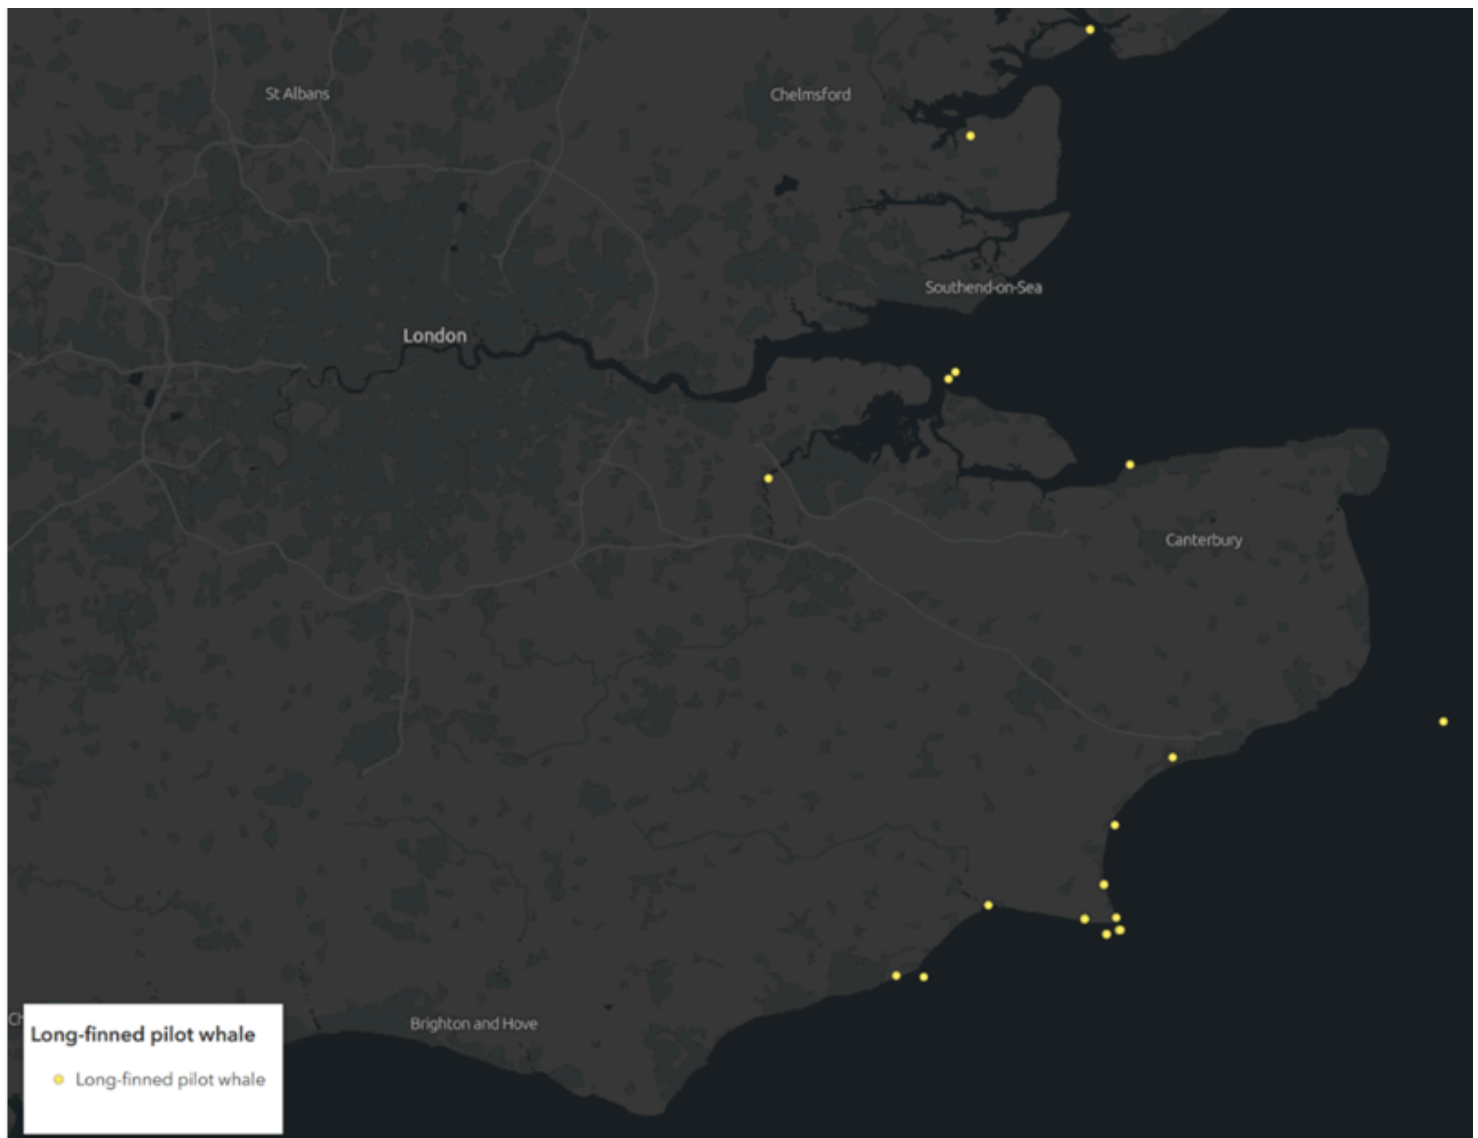 St Albans
Chelmsford
Southend-on-Sea
London
Canterbury
Brighton and Hove
Ch
Long-finned pilot whale
Long-finned pilot whale